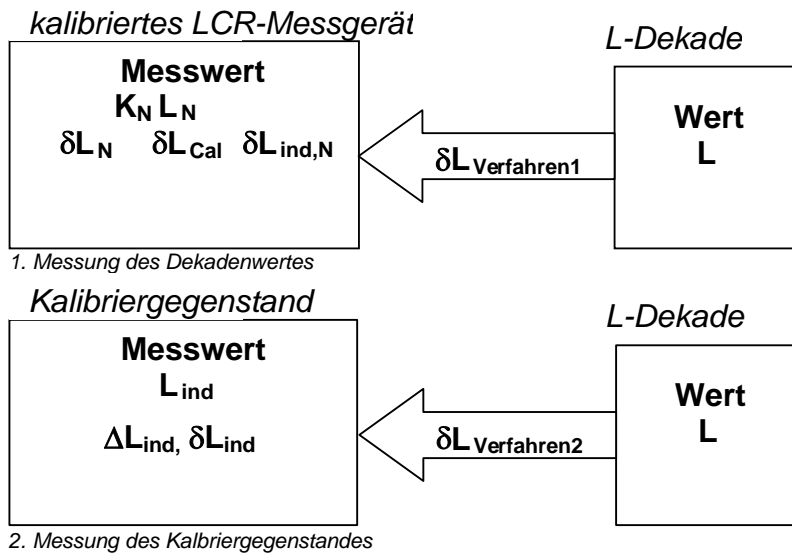 kalibriertes LCR-Messgerät
L-Dekade
Messwert
K_N L_N
δL_N δL_Cal δL_ind,N
δL_Verfahren1
Wert
L
1. Messung des Dekadenwertes
Kalibriergegenstand
L-Dekade
Messwert
L_ind
ΔL_ind, δL_ind
δL_Verfahren2
Wert
L
2. Messung des Kalbriergegenstandes